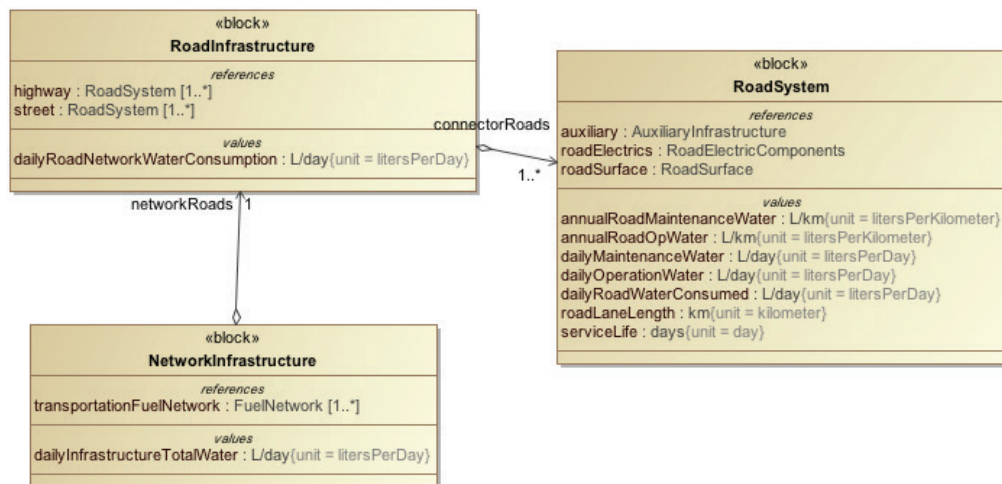 «block»
RoadInfrastructure
references
highway : RoadSystem [1..*]
street : RoadSystem [1..*]
values
dailyRoadNetworkWaterConsumption : L/day{unit = litersPerDay}
connectorRoads
1..*
«block»
RoadSystem
references
auxiliary : AuxiliaryInfrastructure
roadElectrics : RoadElectricComponents
roadSurface : RoadSurface
values
annualRoadMaintenanceWater : L/km{unit = litersPerKilometer}
annualRoadOpWater : L/km{unit = litersPerKilometer}
dailyMaintenanceWater : L/day{unit = litersPerDay}
dailyOperationWater : L/day{unit = litersPerDay}
dailyRoadWaterConsumed : L/day{unit = litersPerDay}
roadLaneLength : km{unit = kilometer}
serviceLife : days{unit = day}
networkRoads 1
«block»
NetworkInfrastructure
references
transportationFuelNetwork : FuelNetwork [1..*]
values
dailyInfrastructureTotalWater : L/day{unit = litersPerDay}